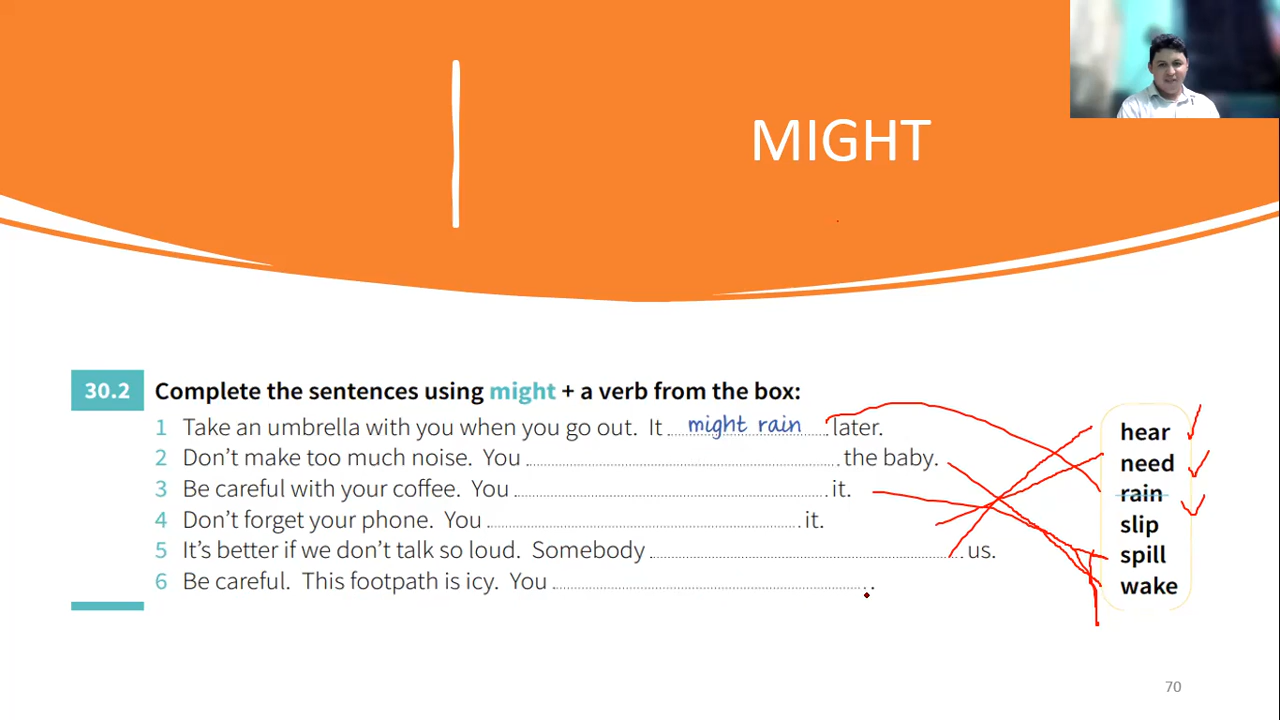 MIGHT
30.2 Complete the sentences using might + a verb from the box:
1 Take an umbrella with you when you go out. It might rain later.
2 Don't make too much noise. You ............ the baby.
3 Be careful with your coffee. You ............ it.
4 Don't forget your phone. You ............ it.
5 It's better if we don't talk so loud. Somebody ............ us.
6 Be careful. This footpath is icy. You ............ .
hear
need
rain
slip
spill
wake
70